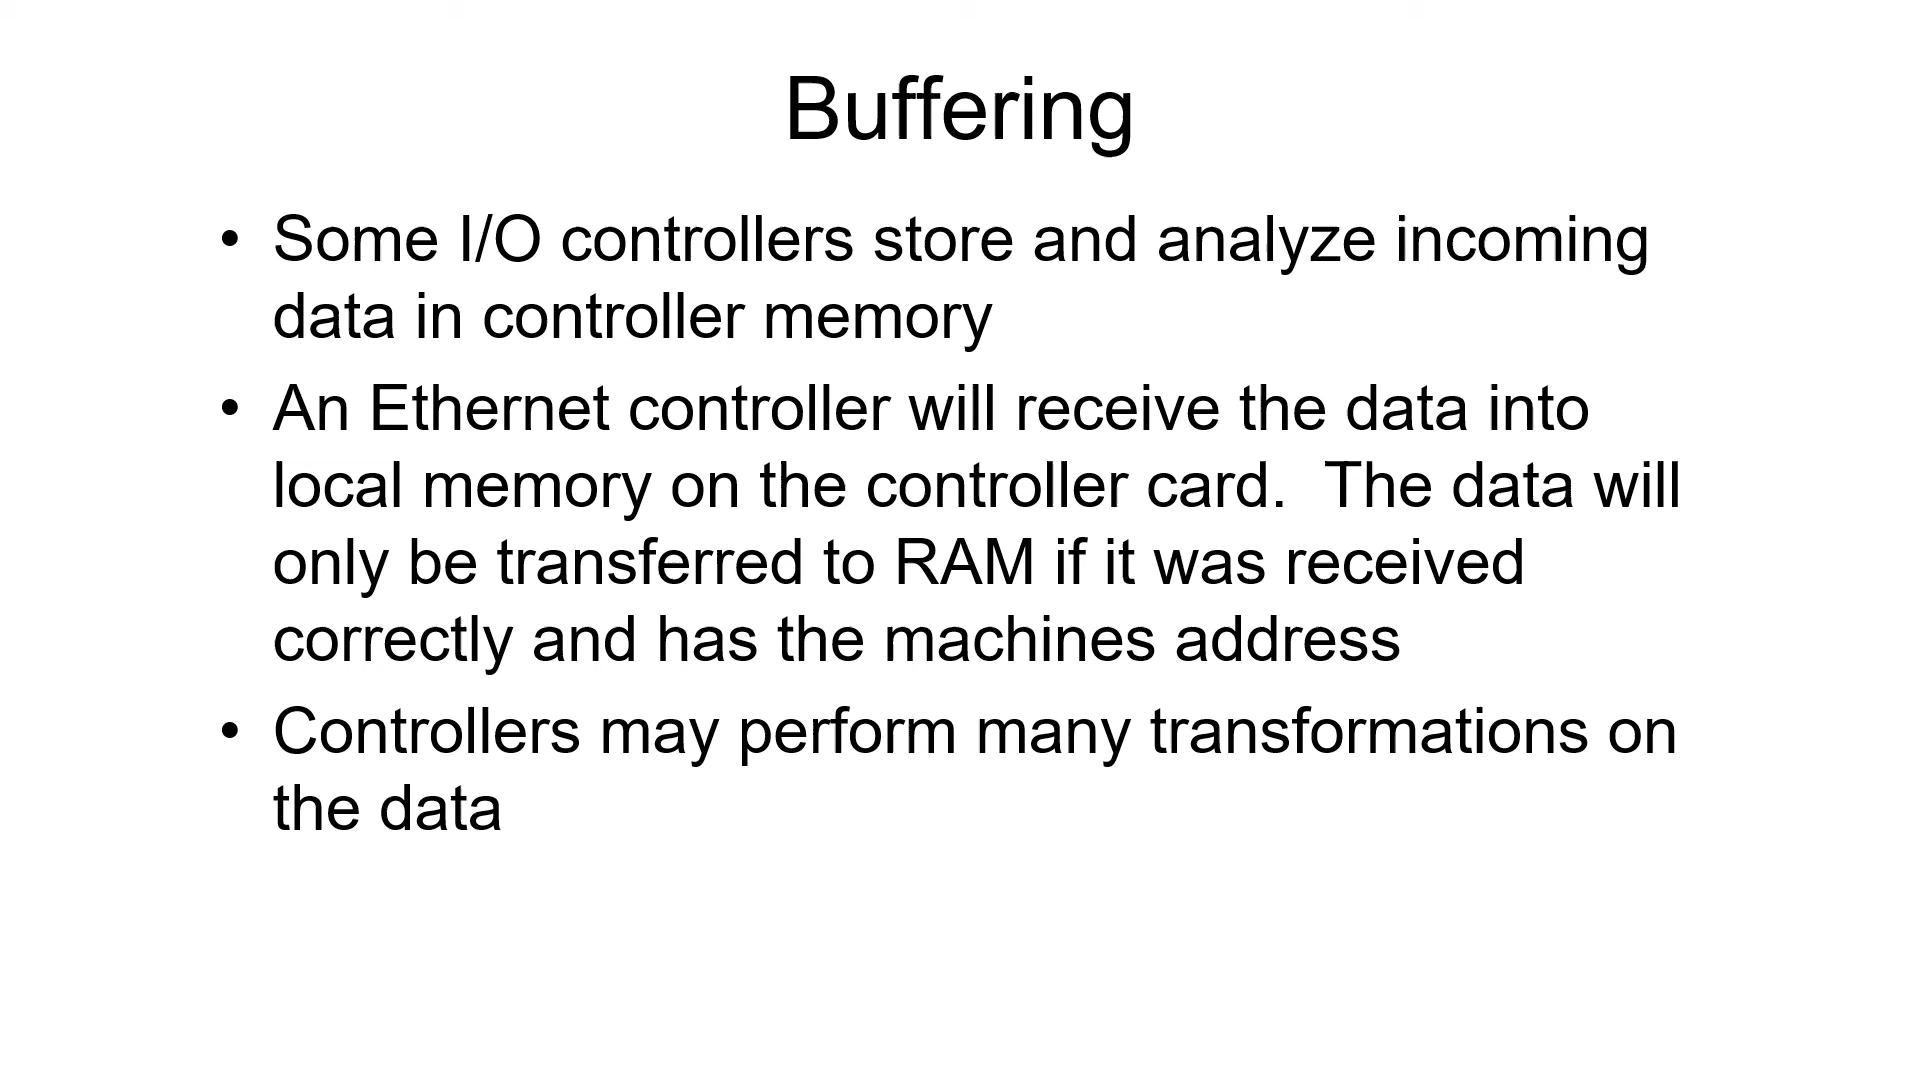 Buffering
• Some I/O controllers store and analyze incoming
data in controller memory
• An Ethernet controller will receive the data into
local memory on the controller card.  The data will
only be transferred to RAM if it was received
correctly and has the machines address
• Controllers may perform many transformations on
the data